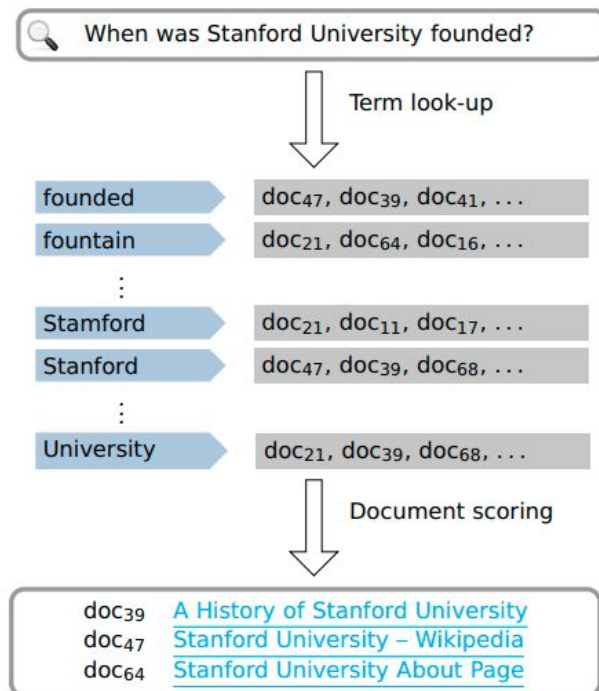 When was Stanford University founded?
Term look-up
founded doc47, doc39, doc41, ...
fountain doc21, doc64, doc16, ...
⋮
Stamford doc21, doc11, doc17, ...
Stanford doc47, doc39, doc68, ...
⋮
University doc21, doc39, doc68, ...
Document scoring
doc39 A History of Stanford University
doc47 Stanford University – Wikipedia
doc64 Stanford University About Page